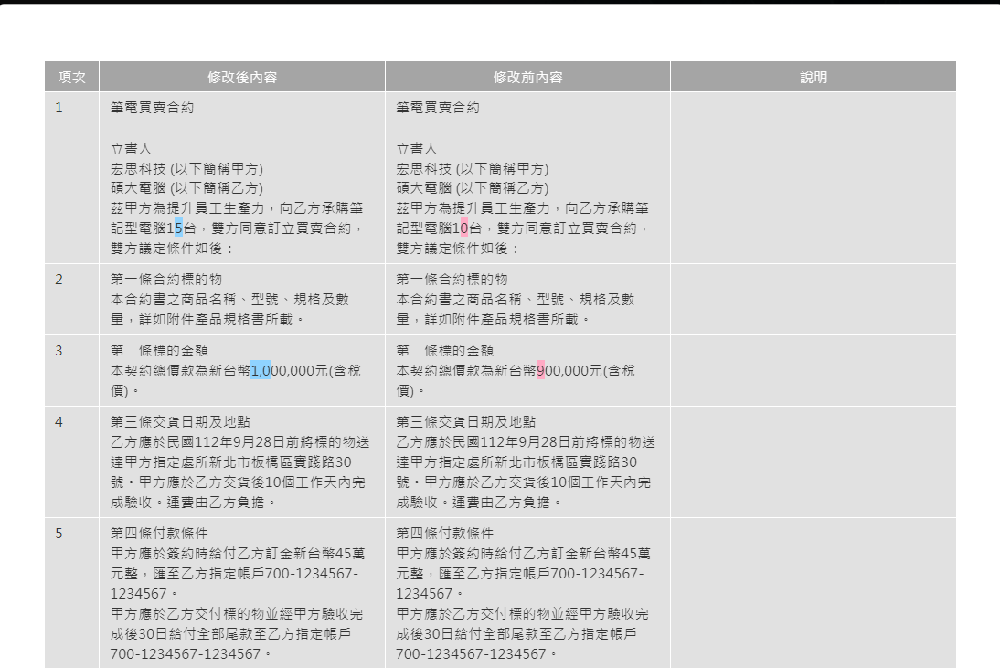 項次 修改後內容 修改前內容 說明
1
筆電買賣合約
立書人
宏思科技 (以下簡稱甲方)
碩大電腦 (以下簡稱乙方)
茲甲方為提升員工生產力，向乙方承購筆
記型電腦15台，雙方同意訂立買賣合約，
雙方議定條件如後：
筆電買賣合約
立書人
宏思科技 (以下簡稱甲方)
碩大電腦 (以下簡稱乙方)
茲甲方為提升員工生產力，向乙方承購筆
記型電腦10台，雙方同意訂立買賣合約，
雙方議定條件如後：
2
第一條合約標的物
本合約書之商品名稱、型號、規格及數
量，詳如附件產品規格書所載。
第一條合約標的物
本合約書之商品名稱、型號、規格及數
量，詳如附件產品規格書所載。
3
第二條標的金額
本契約總價款為新台幣1,000,000元(含稅
價)。
第二條標的金額
本契約總價款為新台幣900,000元(含稅
價)。
4
第三條交貨日期及地點
乙方應於民國112年9月28日前將標的物送
達甲方指定處所新北市板橋區實踐路30
號。甲方應於乙方交貨後10個工作天內完
成驗收。運費由乙方負擔。
第三條交貨日期及地點
乙方應於民國112年9月28日前將標的物送
達甲方指定處所新北市板橋區實踐路30
號。甲方應於乙方交貨後10個工作天內完
成驗收。運費由乙方負擔。
5
第四條付款條件
甲方應於簽約時給付乙方訂金新台幣45萬
元整，匯至乙方指定帳戶700-1234567-
1234567。
甲方應於乙方交付標的物並經甲方驗收完
成後30日給付全部尾款至乙方指定帳戶
700-1234567-1234567。
第四條付款條件
甲方應於簽約時給付乙方訂金新台幣45萬
元整，匯至乙方指定帳戶700-1234567-
1234567。
甲方應於乙方交付標的物並經甲方驗收完
成後30日給付全部尾款至乙方指定帳戶
700-1234567-1234567。